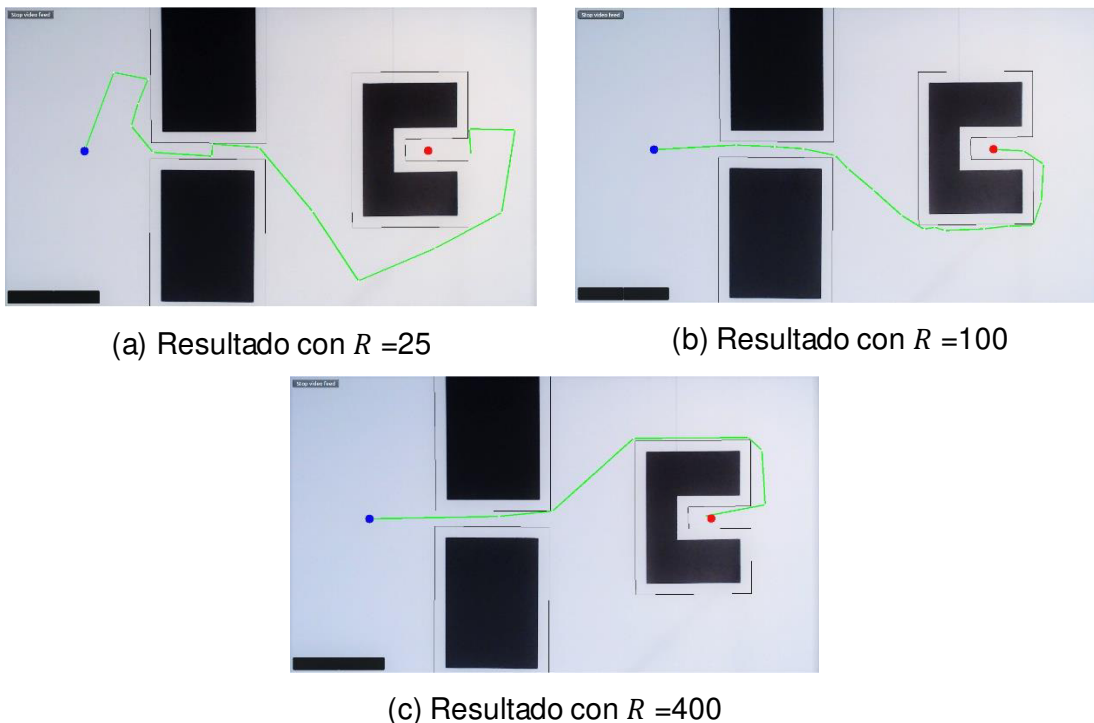 Stop video feed
Stop video feed
(a) Resultado con R =25
(b) Resultado con R =100
Stop video feed
(c) Resultado con R =400